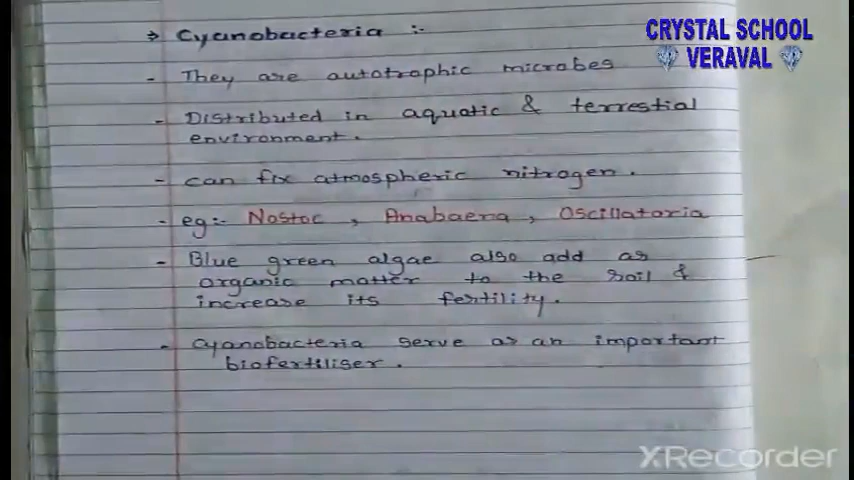 CRYSTAL SCHOOL
VERAVAL
→ Cyanobacteria :-
- They are autotrophic microbes
- Distributed in aquatic & terrestial
environment.
- can fix atmospheric nitrogen.
- eg:- Nostoc, Anabaena, Oscillatoria
- Blue green algae also add as
organic matter to the soil &
increase its fertility.
- Cyanobacteria serve as an important
biofertiliser.
XRecorder